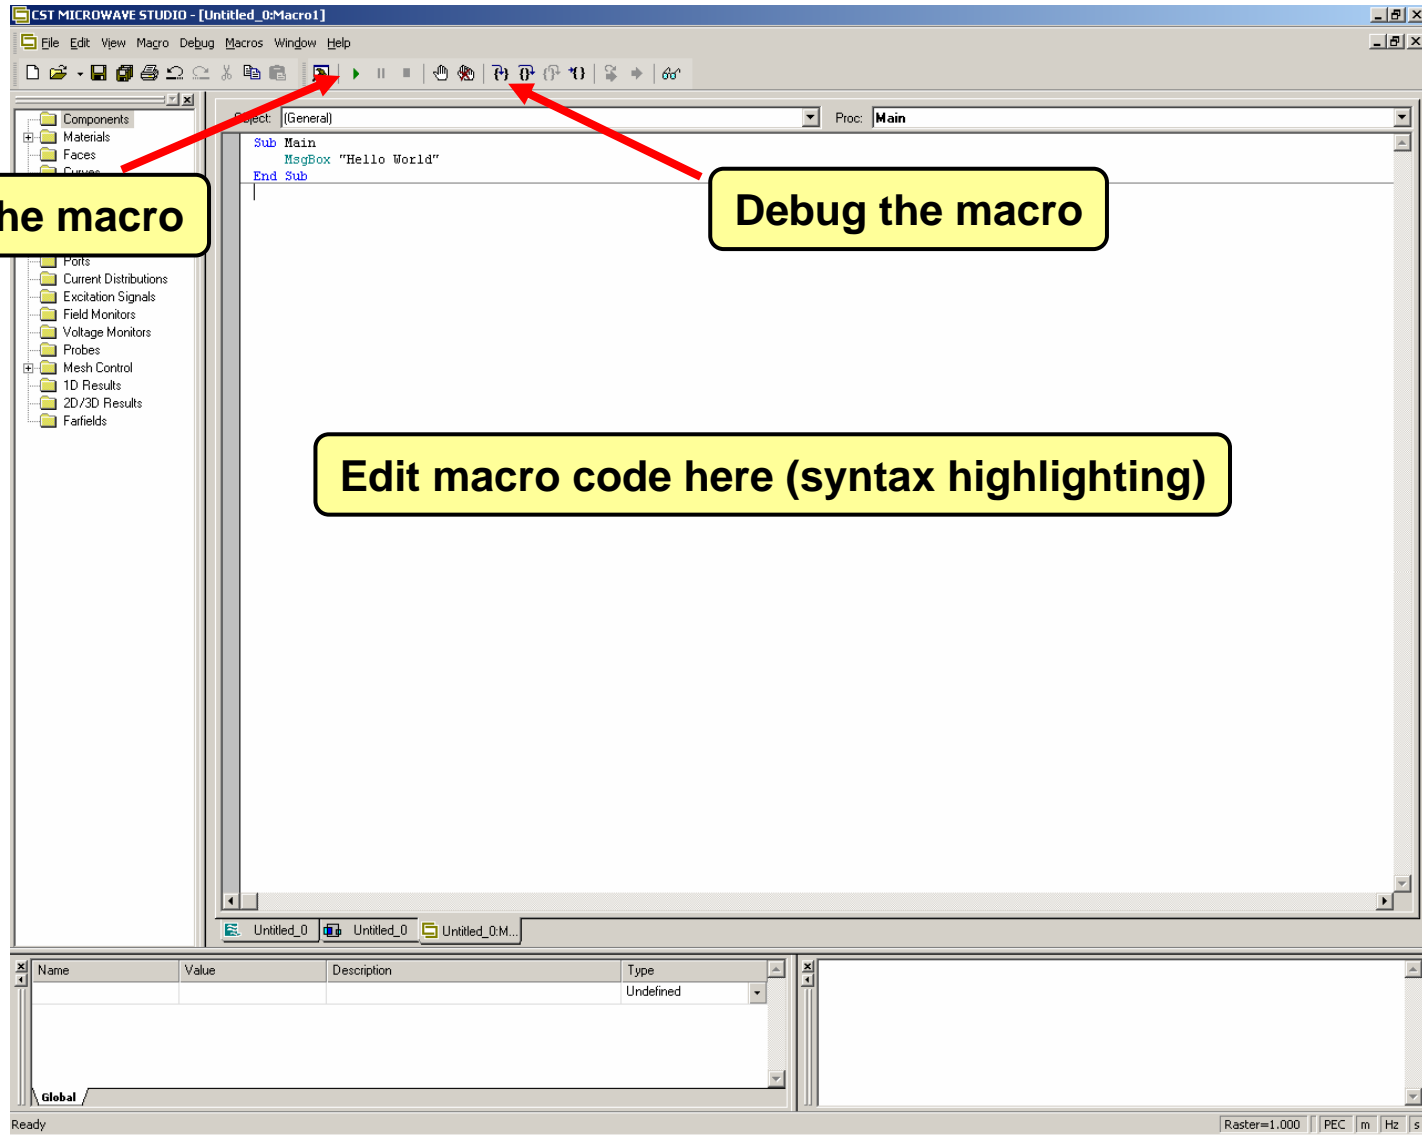 CST MICROWAVE STUDIO - [Untitled_0:Macro1]
File Edit View Macro Debug Macros Window Help
Object: (General) Proc: Main
Components
Materials
Faces
Curves
Ports
Current Distributions
Excitation Signals
Field Monitors
Voltage Monitors
Probes
Mesh Control
1D Results
2D/3D Results
Farfields
Sub Main
MsgBox "Hello World"
End Sub
he macro
Debug the macro
Edit macro code here (syntax highlighting)
Untitled_0 Untitled_0 Untitled_0:M...
Name Value Description Type
Undefined
Global
Ready Raster=1.000 PEC m Hz s